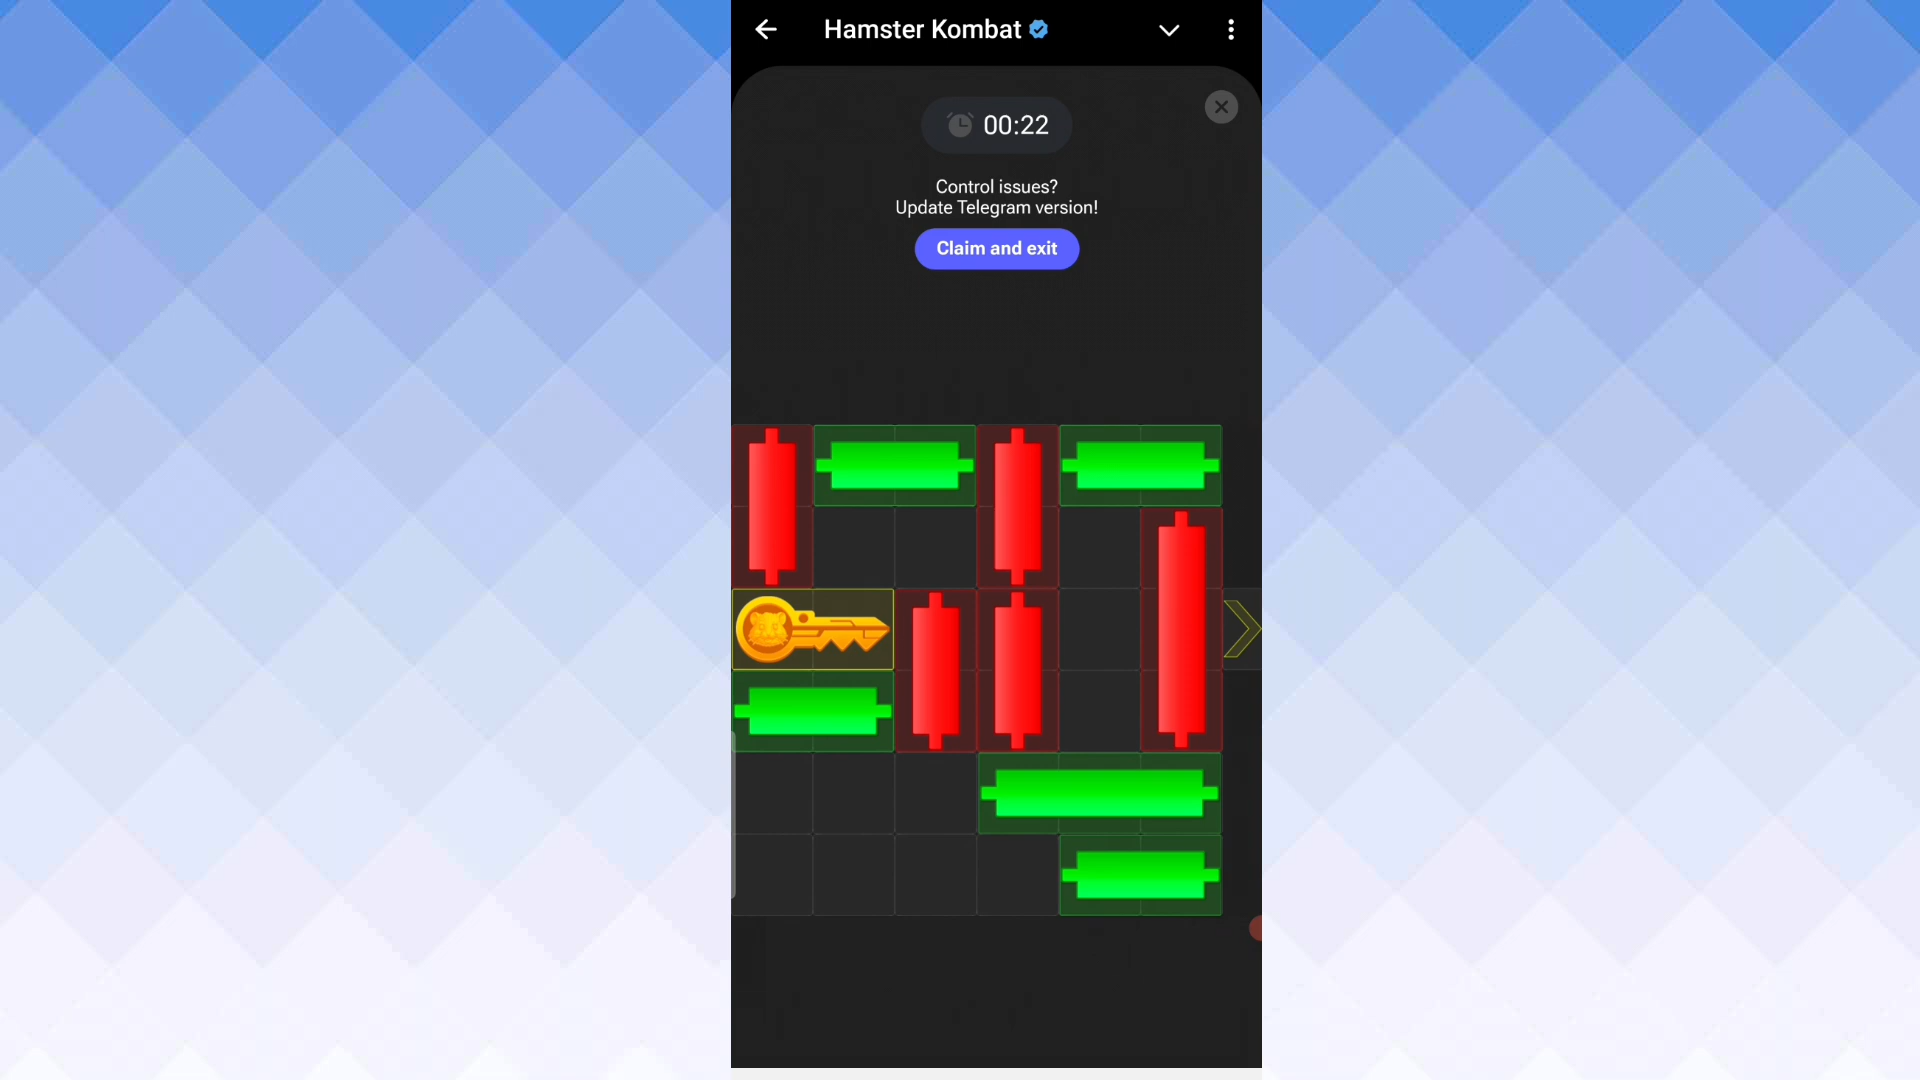 Hamster Kombat
00:22
Control issues?
Update Telegram version!
Claim and exit